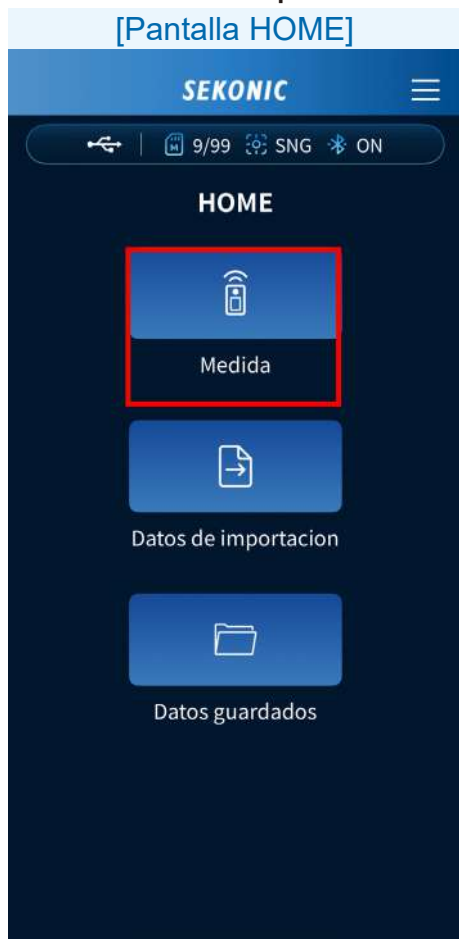 [Pantalla HOME]
SEKONIC
M 9/99 SNG ON
HOME
Medida
Datos de importacion
Datos guardados